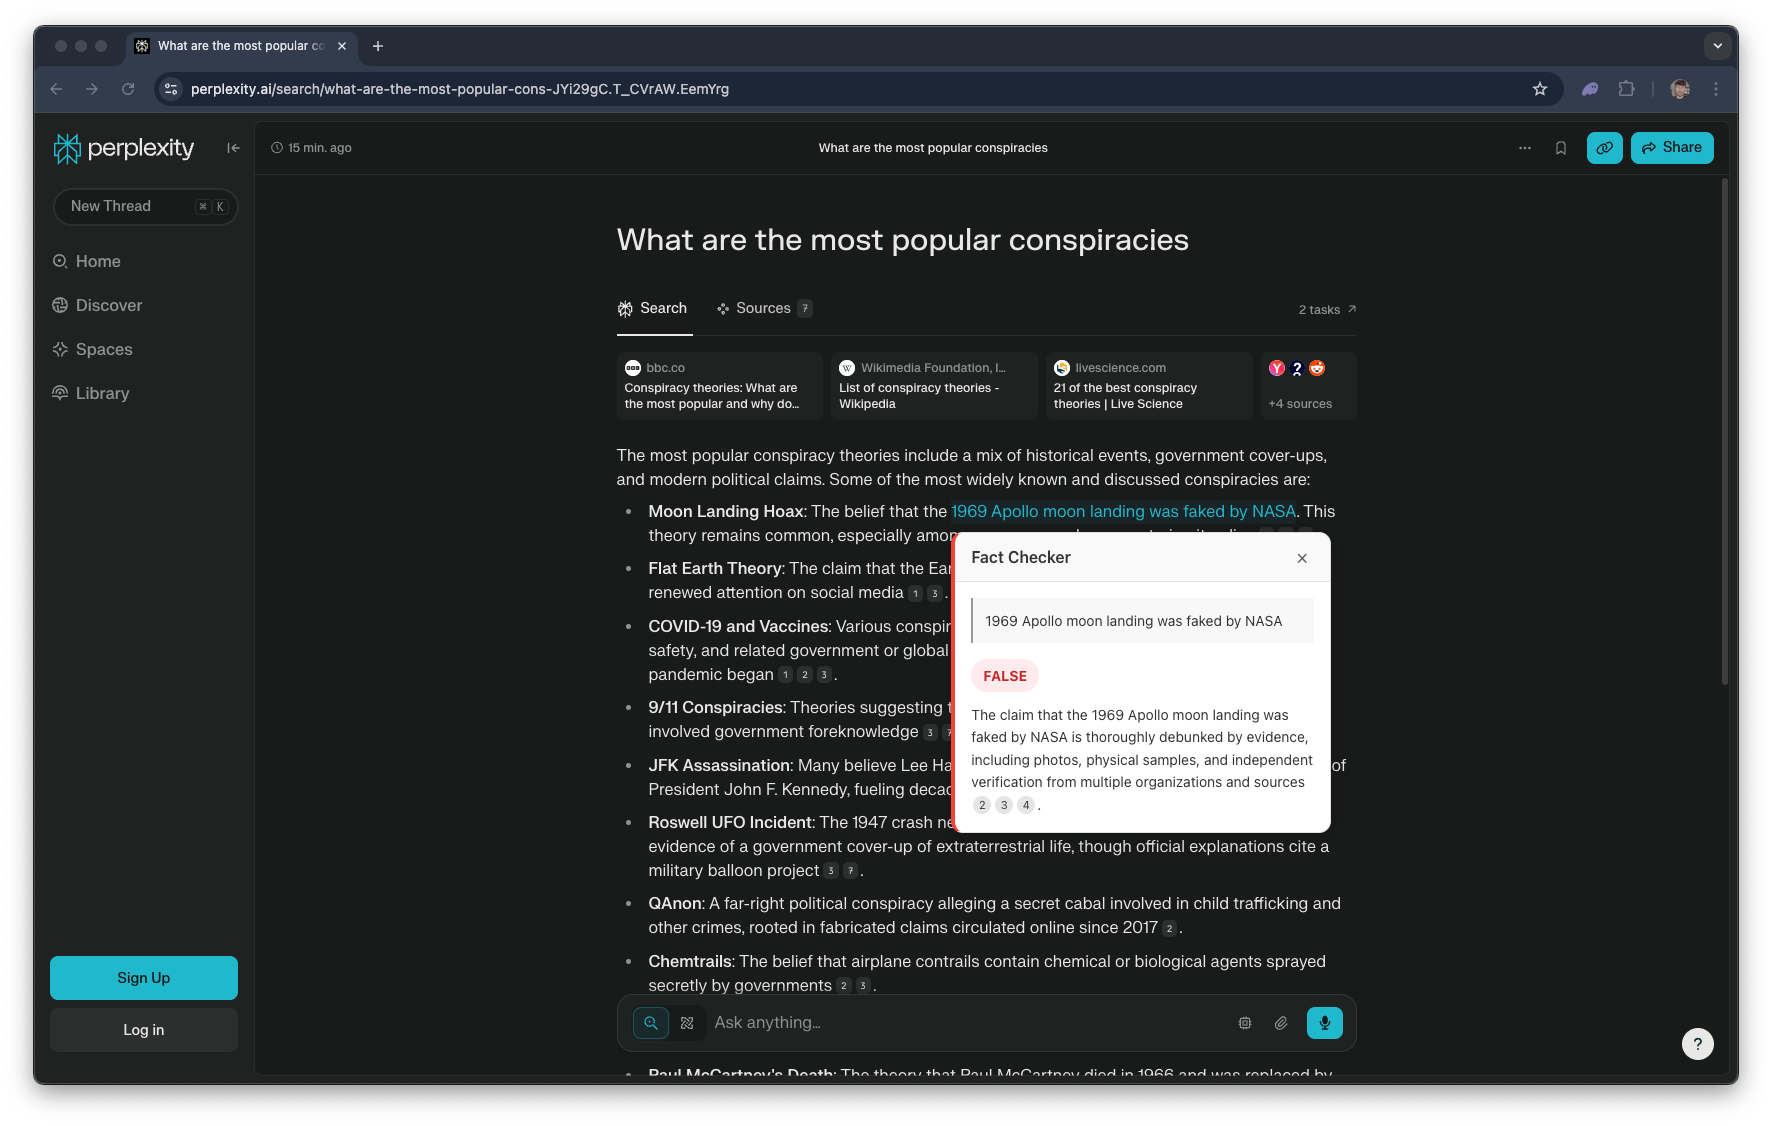 What are the most popular co
perplexity.ai/search/what-are-the-most-popular-cons-JYi29gC.T_CVrAW.EemYrg
perplexity
New Thread
⌘ K
Home
Discover
Spaces
Library
Sign Up
Log in
15 min. ago
What are the most popular conspiracies
Share
What are the most popular conspiracies
Search
Sources 7
2 tasks
bbc.co
Conspiracy theories: What are
the most popular and why do...
Wikimedia Foundation, I...
List of conspiracy theories -
Wikipedia
livescience.com
21 of the best conspiracy
theories | Live Science
+4 sources
The most popular conspiracy theories include a mix of historical events, government cover-ups,
and modern political claims. Some of the most widely known and discussed conspiracies are:
• Moon Landing Hoax: The belief that the 1969 Apollo moon landing was faked by NASA. This
theory remains common, especially
• Flat Earth Theory: The claim that the
renewed attention on social media 1 3 .
• COVID-19 and Vaccines: Various
safety, and related government or global
pandemic began 1 2 3 .
• 9/11 Conspiracies: Theories suggesting
involved government foreknowledge 3
• JFK Assassination: Many believe Lee of
President John F. Kennedy, fueling
• Roswell UFO Incident: The 1947 crash
evidence of a government cover-up of extraterrestrial life, though official explanations cite a
military balloon project 3 7 .
• QAnon: A far-right political conspiracy alleging a secret cabal involved in child trafficking and
other crimes, rooted in fabricated claims circulated online since 2017 2 .
• Chemtrails: The belief that airplane contrails contain chemical or biological agents sprayed
secretly by governments 2 3 .
Fact Checker
1969 Apollo moon landing was faked by NASA
FALSE
The claim that the 1969 Apollo moon landing was
faked by NASA is thoroughly debunked by evidence,
including photos, physical samples, and independent
verification from multiple organizations and sources
2 3 4 .
Ask anything...
• Paul McCartney's Death: The theory that Paul McCartney died in 1966 and was replaced by
?